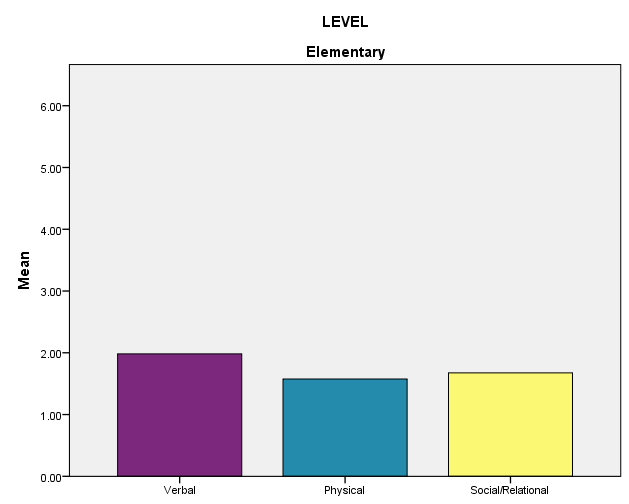 LEVEL
Elementary
Mean
6.00
5.00
4.00
3.00
2.00
1.00
0.00
Verbal
Physical
Social/Relational